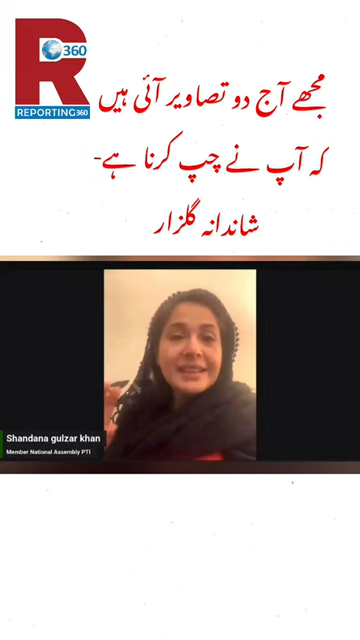 360
REPORTING360
مجھے آج دو تصاویر آئی ہیں
کہ آپ نے چپ کرنا ہے-
شاندانہ گلزار
Shandana gulzar khan
Member National Assembly PTI